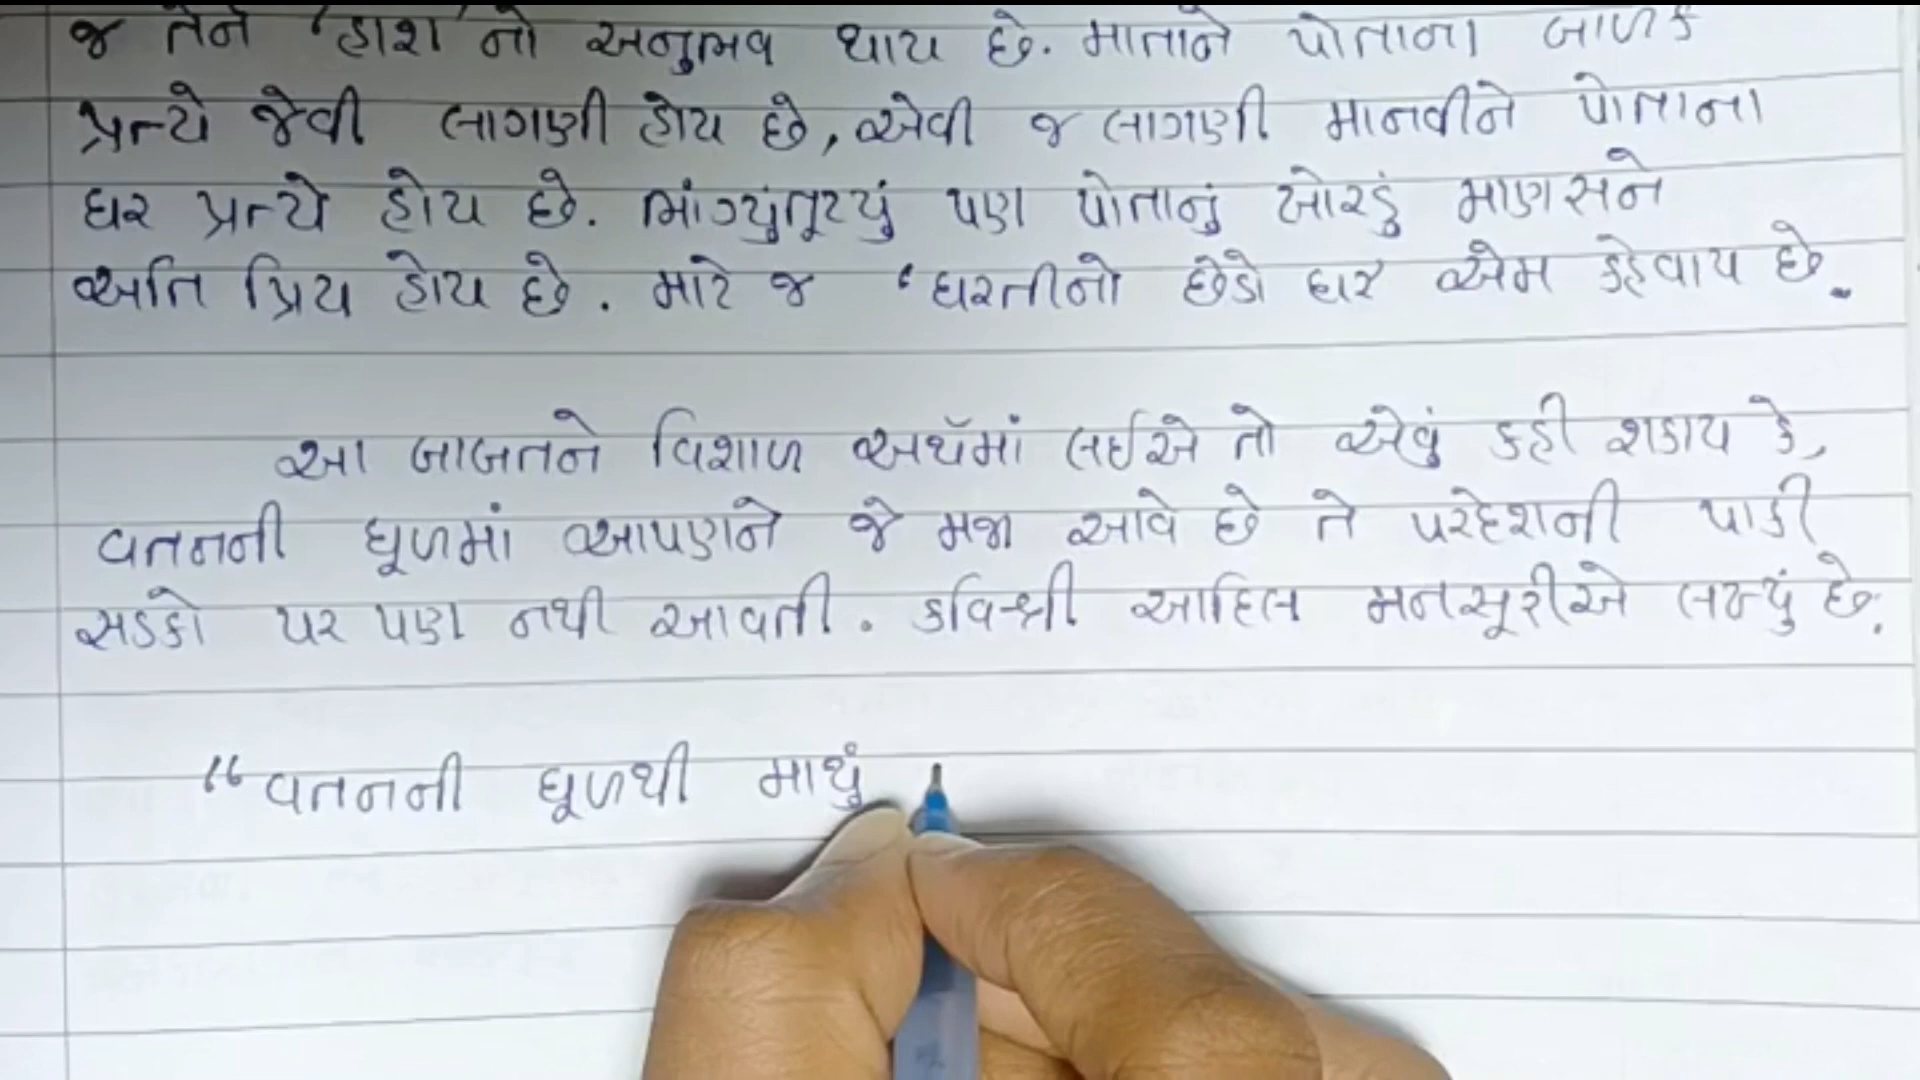 જ તેને 'હાશ'નો અનુભવ થાય છે. માતાને પોતાના બાળક
પ્રત્યે જેવી લાગણી હોય છે, એવી જ લાગણી માનવીને પોતાના
ઘર પ્રત્યે હોય છે. ભાંગ્યુંતૂટ્યું પણ પોતાનું ખોરડું માણસને
અતિ પ્રિય હોય છે. માટે જ 'ધરતીનો છેડો ઘર' એમ કહેવાય છે.
આ બાબતને વિશાળ અર્થમાં લઈએ તો એવું કહી શકાય કે,
વતનની ધૂળમાં આપણને જે મજા આવે છે તે પરદેશની પાકી
સડકો પર પણ નથી આવતી. કવિશ્રી આદિલ મનસૂરીએ લખ્યું છે.
“વતનની ધૂળથી માથું